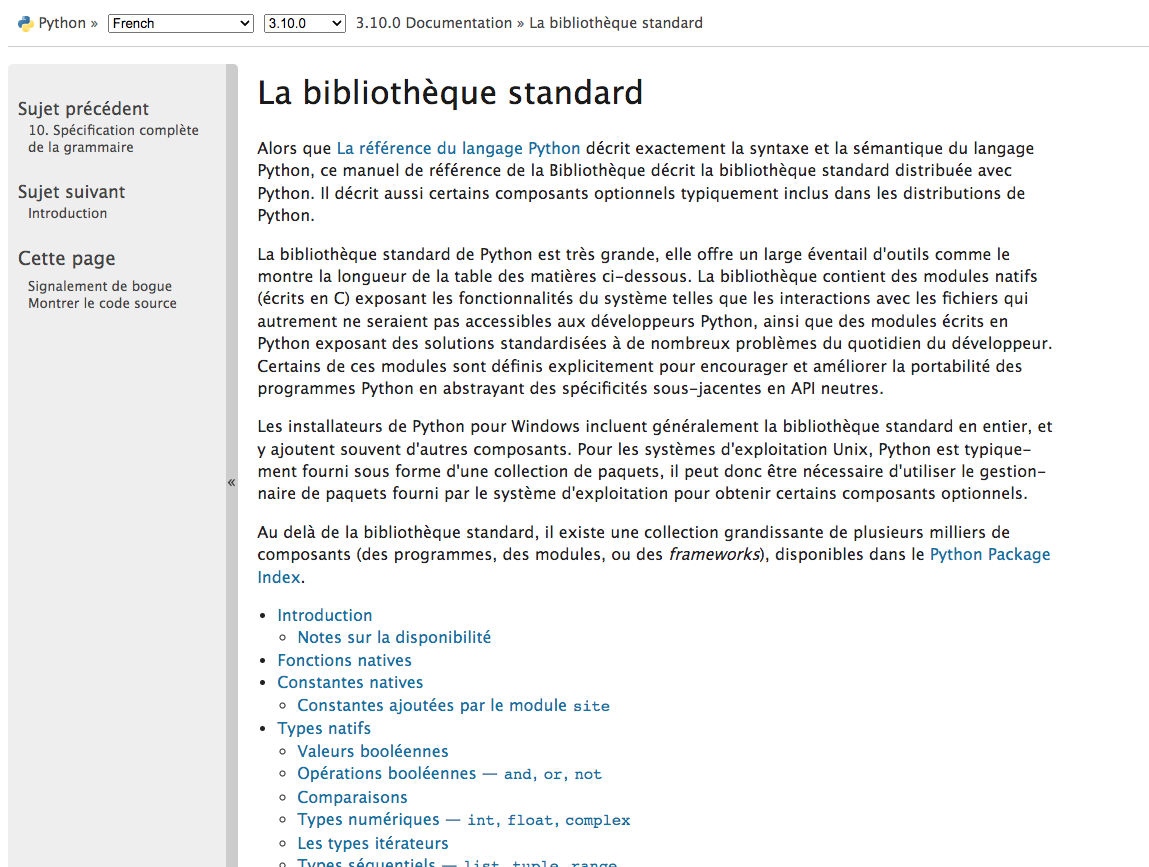 Python » French 3.10.0 3.10.0 Documentation » La bibliothèque standard
Sujet précédent
10. Spécification complète
de la grammaire
Sujet suivant
Introduction
Cette page
Signalement de bogue
Montrer le code source
«
La bibliothèque standard
Alors que La référence du langage Python décrit exactement la syntaxe et la sémantique du langage
Python, ce manuel de référence de la Bibliothèque décrit la bibliothèque standard distribuée avec
Python. Il décrit aussi certains composants optionnels typiquement inclus dans les distributions de
Python.
La bibliothèque standard de Python est très grande, elle offre un large éventail d'outils comme le
montre la longueur de la table des matières ci-dessous. La bibliothèque contient des modules natifs
(écrits en C) exposant les fonctionnalités du système telles que les interactions avec les fichiers qui
autrement ne seraient pas accessibles aux développeurs Python, ainsi que des modules écrits en
Python exposant des solutions standardisées à de nombreux problèmes du quotidien du développeur.
Certains de ces modules sont définis explicitement pour encourager et améliorer la portabilité des
programmes Python en abstrayant des spécificités sous-jacentes en API neutres.
Les installateurs de Python pour Windows incluent généralement la bibliothèque standard en entier, et
y ajoutent souvent d'autres composants. Pour les systèmes d'exploitation Unix, Python est typique-
ment fourni sous forme d'une collection de paquets, il peut donc être nécessaire d'utiliser le gestion-
naire de paquets fourni par le système d'exploitation pour obtenir certains composants optionnels.
Au delà de la bibliothèque standard, il existe une collection grandissante de plusieurs milliers de
composants (des programmes, des modules, ou des frameworks), disponibles dans le Python Package
Index.
• Introduction
◦ Notes sur la disponibilité
• Fonctions natives
• Constantes natives
◦ Constantes ajoutées par le module site
• Types natifs
◦ Valeurs booléennes
◦ Opérations booléennes — and, or, not
◦ Comparaisons
◦ Types numériques — int, float, complex
◦ Les types itérateurs
◦ Types séquentiels — list, tuple, range